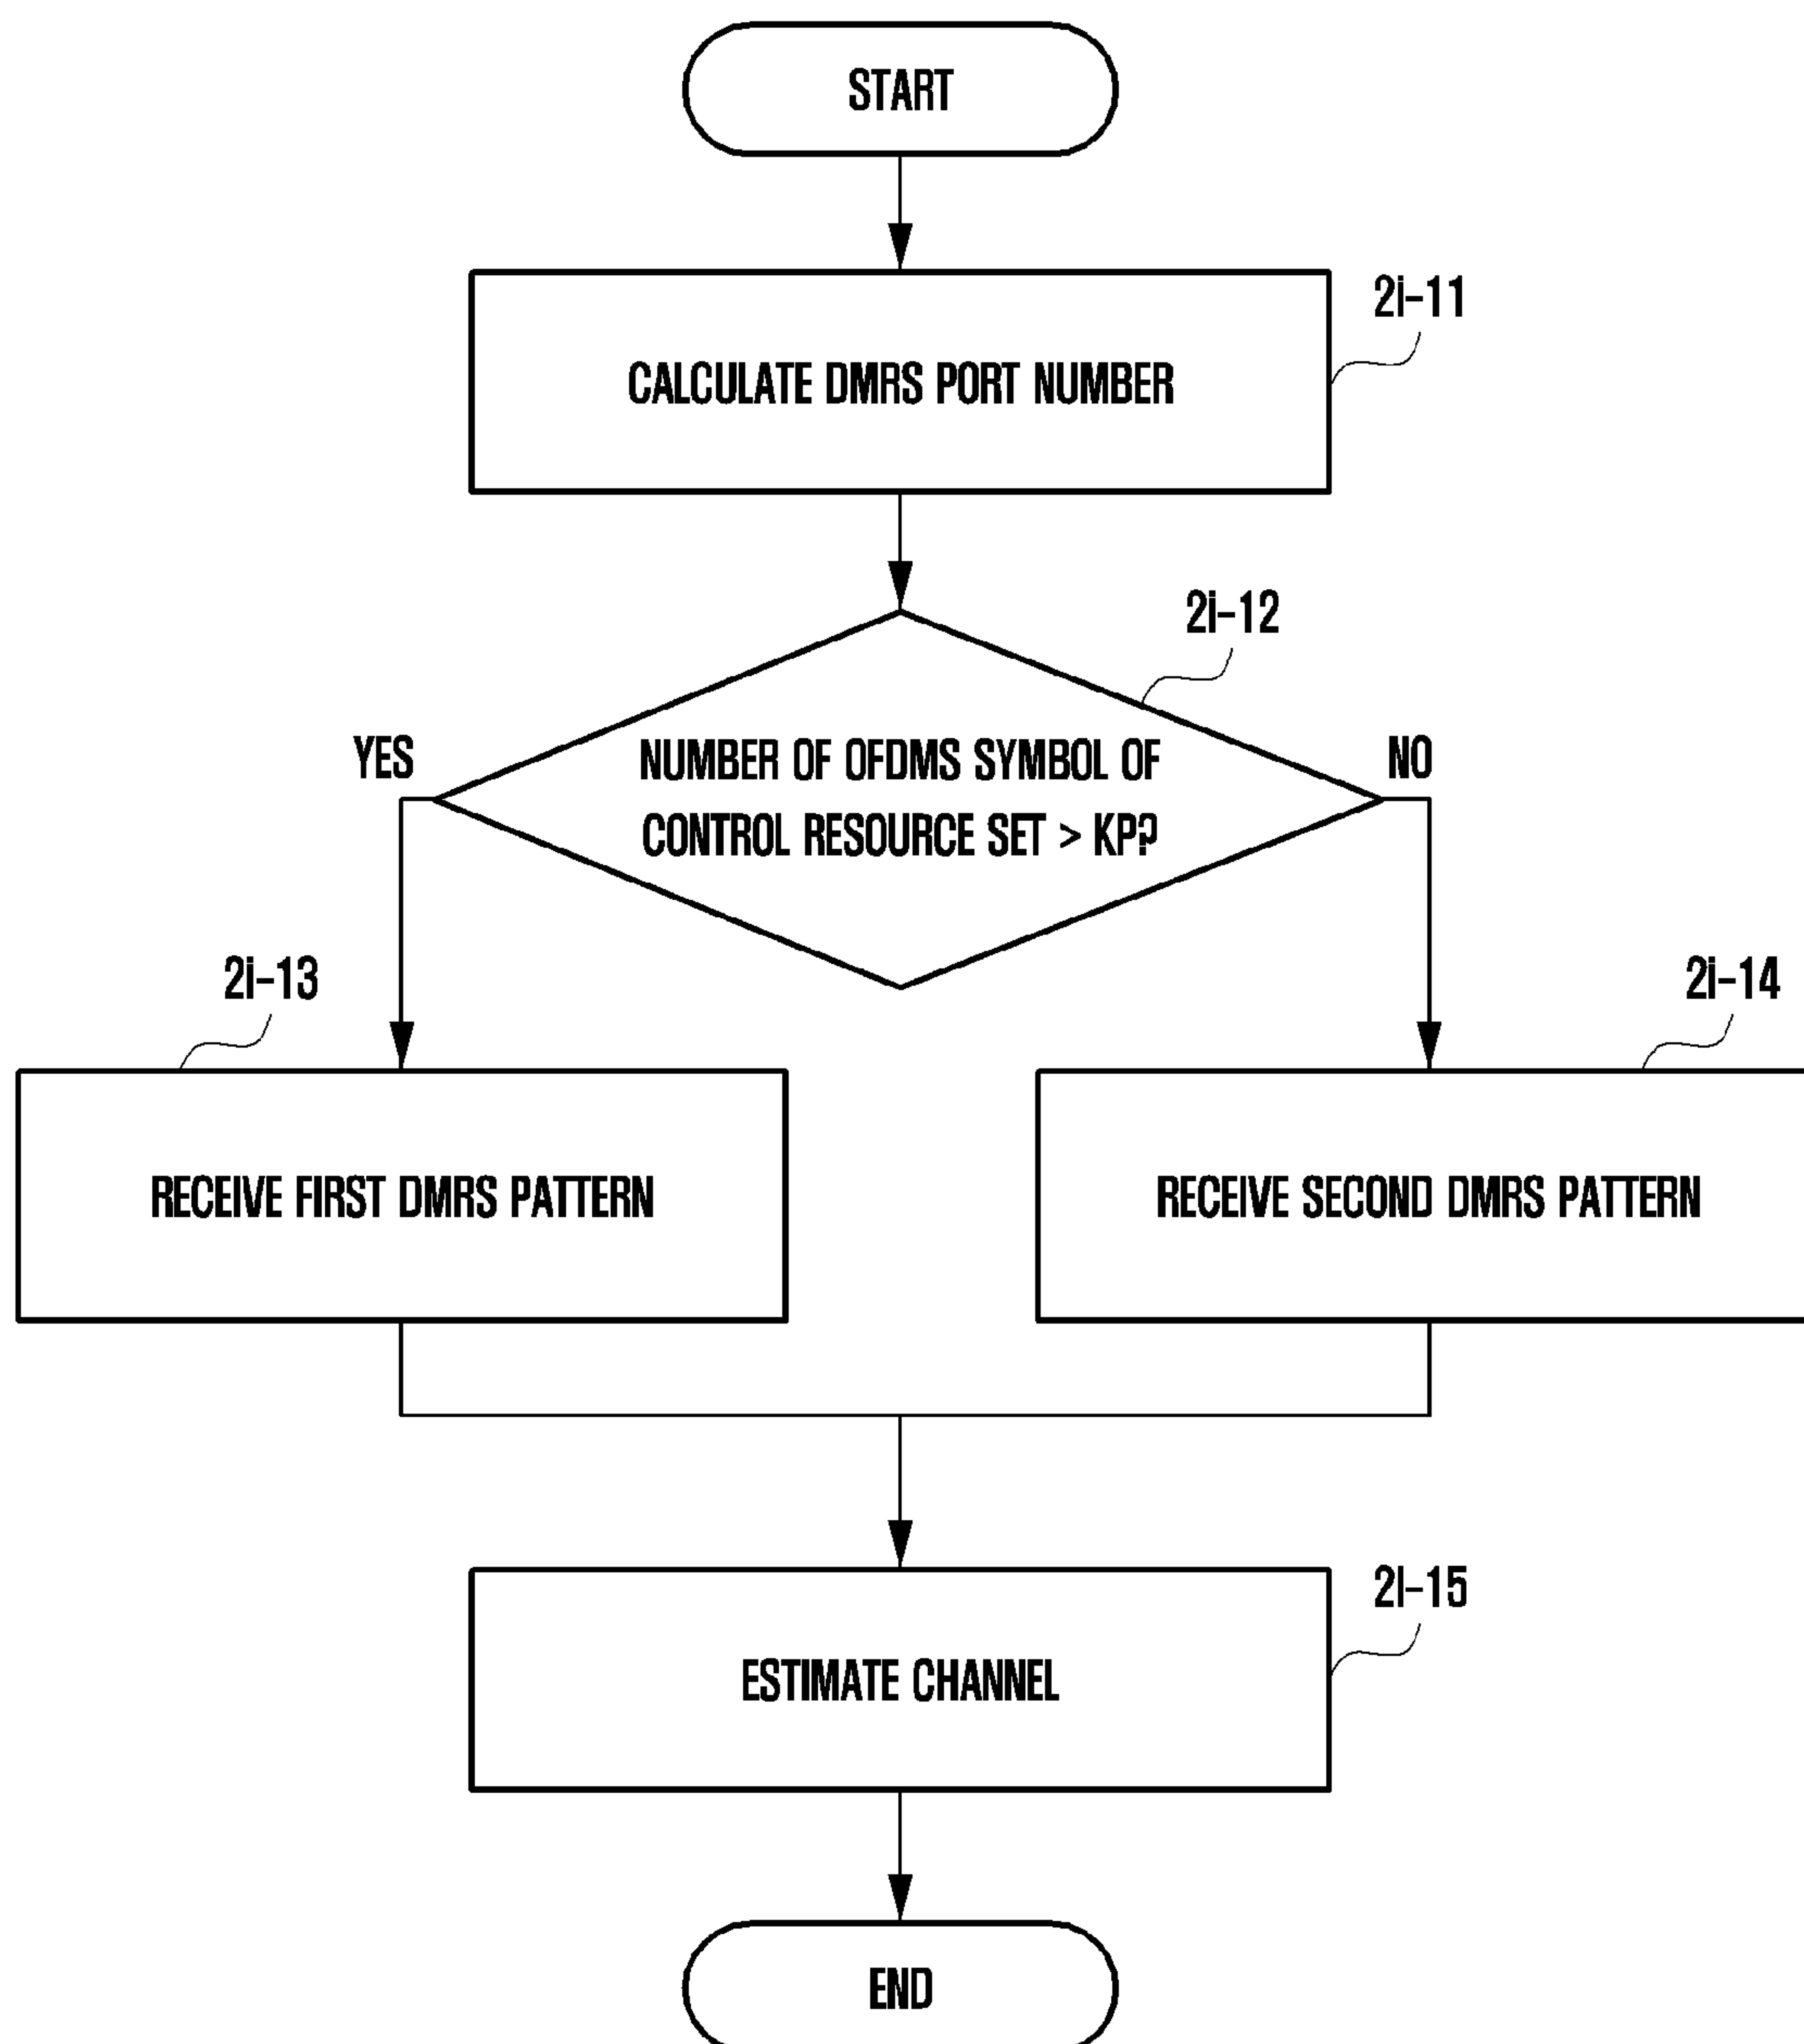 START
2i-11
CALCULATE DMRS PORT NUMBER
2i-12
YES
NUMBER OF OFDMS SYMBOL OF
CONTROL RESOURCE SET > KP?
NO
2i-13
2i-14
RECEIVE FIRST DMRS PATTERN
RECEIVE SECOND DMRS PATTERN
2I-15
ESTIMATE CHANNEL
END